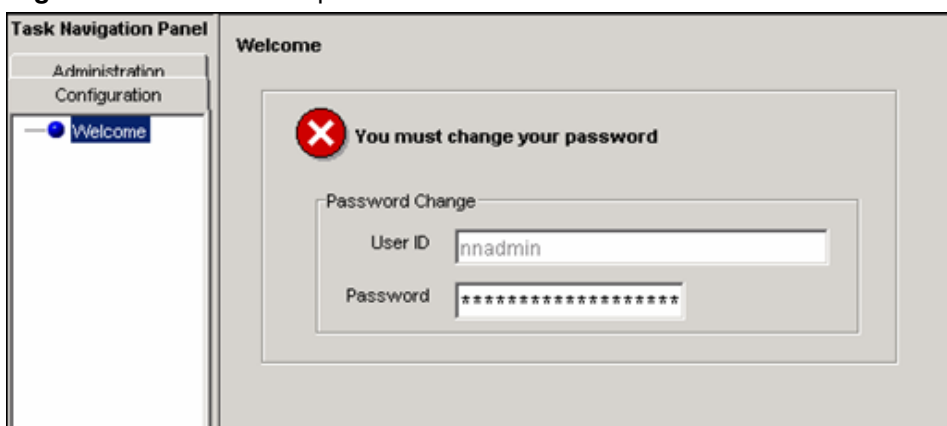 Task Navigation Panel
Administration
Configuration
Welcome
Welcome
You must change your password
Password Change
User ID nnadmin
Password *******************